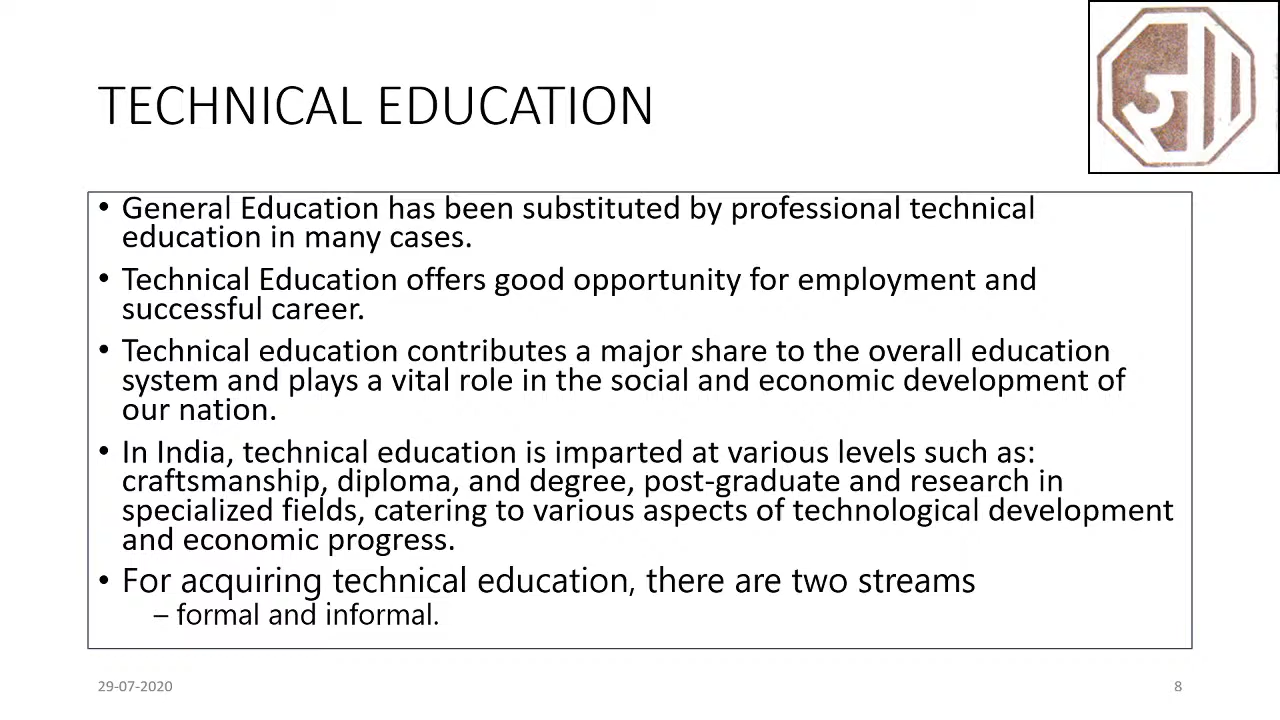 TECHNICAL EDUCATION
• General Education has been substituted by professional technical
education in many cases.
• Technical Education offers good opportunity for employment and
successful career.
• Technical education contributes a major share to the overall education
system and plays a vital role in the social and economic development of
our nation.
• In India, technical education is imparted at various levels such as:
craftsmanship, diploma, and degree, post-graduate and research in
specialized fields, catering to various aspects of technological development
and economic progress.
• For acquiring technical education, there are two streams
– formal and informal.
29-07-2020
8